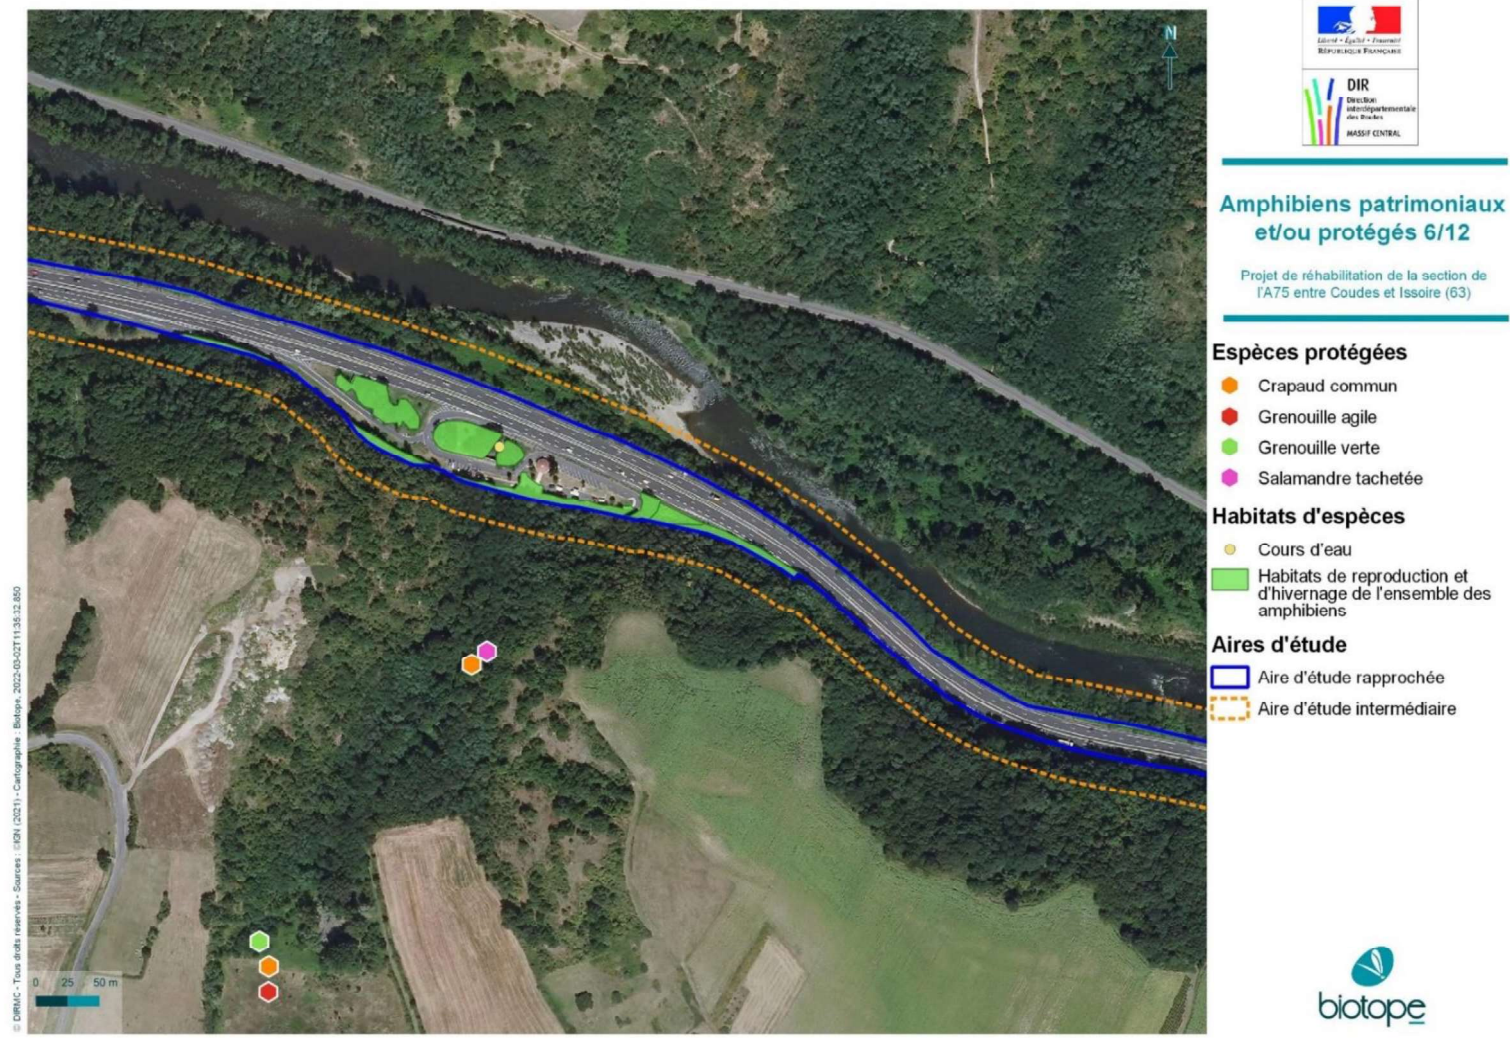 N
Liberté • Égalité • Fraternité
RÉPUBLIQUE FRANÇAISE
DIR
Direction
interdépartementale
des Routes
MASSIF CENTRAL
Amphibiens patrimoniaux
et/ou protégés 6/12
Projet de réhabilitation de la section de
l'A75 entre Coudes et Issoire (63)
Espèces protégées
Crapaud commun
Grenouille agile
Grenouille verte
Salamandre tachetée
Habitats d'espèces
Cours d'eau
Habitats de reproduction et
d'hivernage de l'ensemble des
amphibiens
Aires d'étude
Aire d'étude rapprochée
Aire d'étude intermédiaire
biotope
0 25 50 m
© DIRMC - Tous droits réservés - Sources : ©IGN (2021) - Cartographie : Biotope, 2022-03-02T11:35:32.850